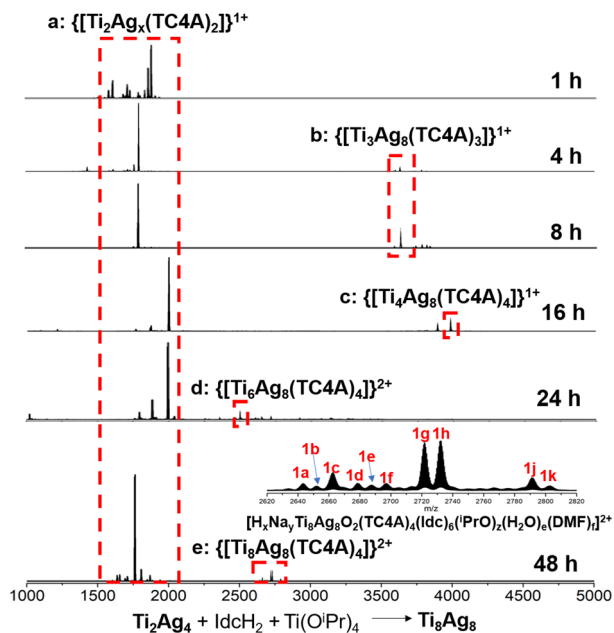 a: {[Ti₂Agₓ(TC4A)₂]}¹⁺
1 h
b: {[Ti₃Ag₈(TC4A)₃]}¹⁺
4 h
8 h
c: {[Ti₄Ag₈(TC4A)₄]}¹⁺
16 h
d: {[Ti₆Ag₈(TC4A)₄]}²⁺
24 h
1a 1b 1c 1d 1e 1f 1g 1h 1j 1k
2620 2640 2660 2680 2700 2720 2740 2760 2780 2800 2820
m/z
[HₓNaᵧTi₈Ag₈O₂(TC4A)₄(Idc)₆(ⁱPrO)z(H₂O)ₑ(DMF)f]²⁺
e: {[Ti₈Ag₈(TC4A)₄]}²⁺
48 h
1000 1500 2000 2500 3000 3500 4000 4500 5000
Ti₂Ag₄ + IdcH₂ + Ti(OⁱPr)₄ ⟶ Ti₈Ag₈